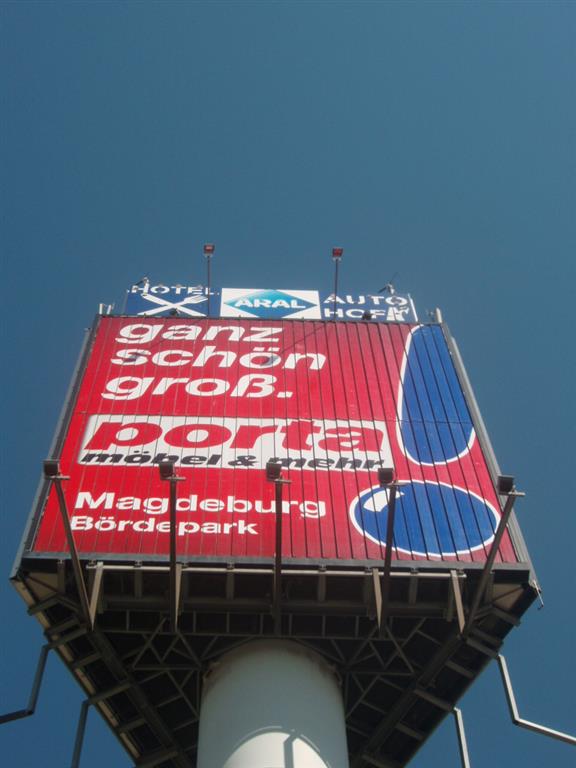 HOTEL
ARAL
AUTO
HOF
ganz
schön
groß.
porta
möbel & mehr
Magdeburg
Bördepark